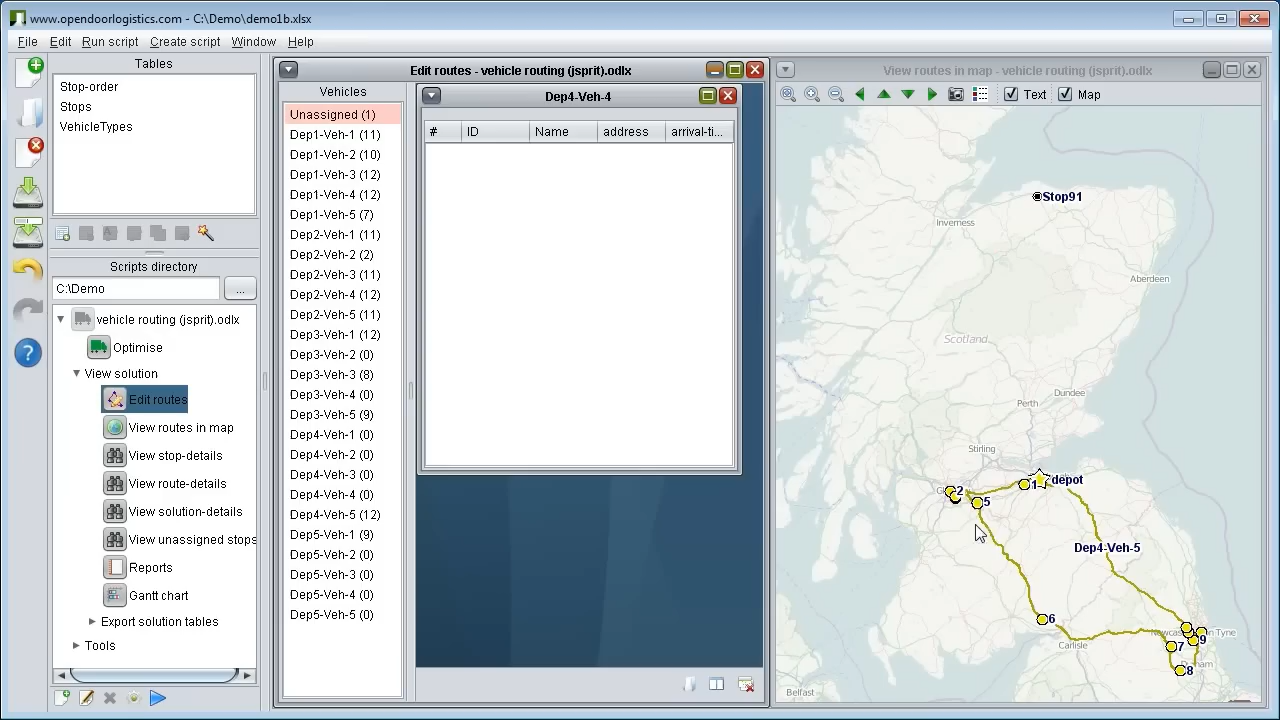 www.opendoorlogistics.com - C:\Demo\demo1b.xlsx
File Edit Run script Create script Window Help
Tables
Stop-order
Stops
VehicleTypes
Scripts directory
C:\Demo
...
vehicle routing (jsprit).odlx
Optimise
View solution
Edit routes
View routes in map
View stop-details
View route-details
View solution-details
View unassigned stops
Reports
Gantt chart
Export solution tables
Tools
Edit routes - vehicle routing (jsprit).odlx
Vehicles
Unassigned (1)
Dep1-Veh-1 (11)
Dep1-Veh-2 (10)
Dep1-Veh-3 (12)
Dep1-Veh-4 (12)
Dep1-Veh-5 (7)
Dep2-Veh-1 (11)
Dep2-Veh-2 (2)
Dep2-Veh-3 (11)
Dep2-Veh-4 (12)
Dep2-Veh-5 (11)
Dep3-Veh-1 (12)
Dep3-Veh-2 (0)
Dep3-Veh-3 (8)
Dep3-Veh-4 (0)
Dep3-Veh-5 (9)
Dep4-Veh-1 (0)
Dep4-Veh-2 (0)
Dep4-Veh-3 (0)
Dep4-Veh-4 (0)
Dep4-Veh-5 (12)
Dep5-Veh-1 (9)
Dep5-Veh-2 (0)
Dep5-Veh-3 (0)
Dep5-Veh-4 (0)
Dep5-Veh-5 (0)
Dep4-Veh-4
# ID Name address arrival-ti...
View routes in map - vehicle routing (jsprit).odlx
Text Map
Stop91
Inverness
Aberdeen
Scotland
Dundee
Perth
Stirling
2
1
depot
5
Dep4-Veh-5
6
9
7
Carlisle
8
Belfast